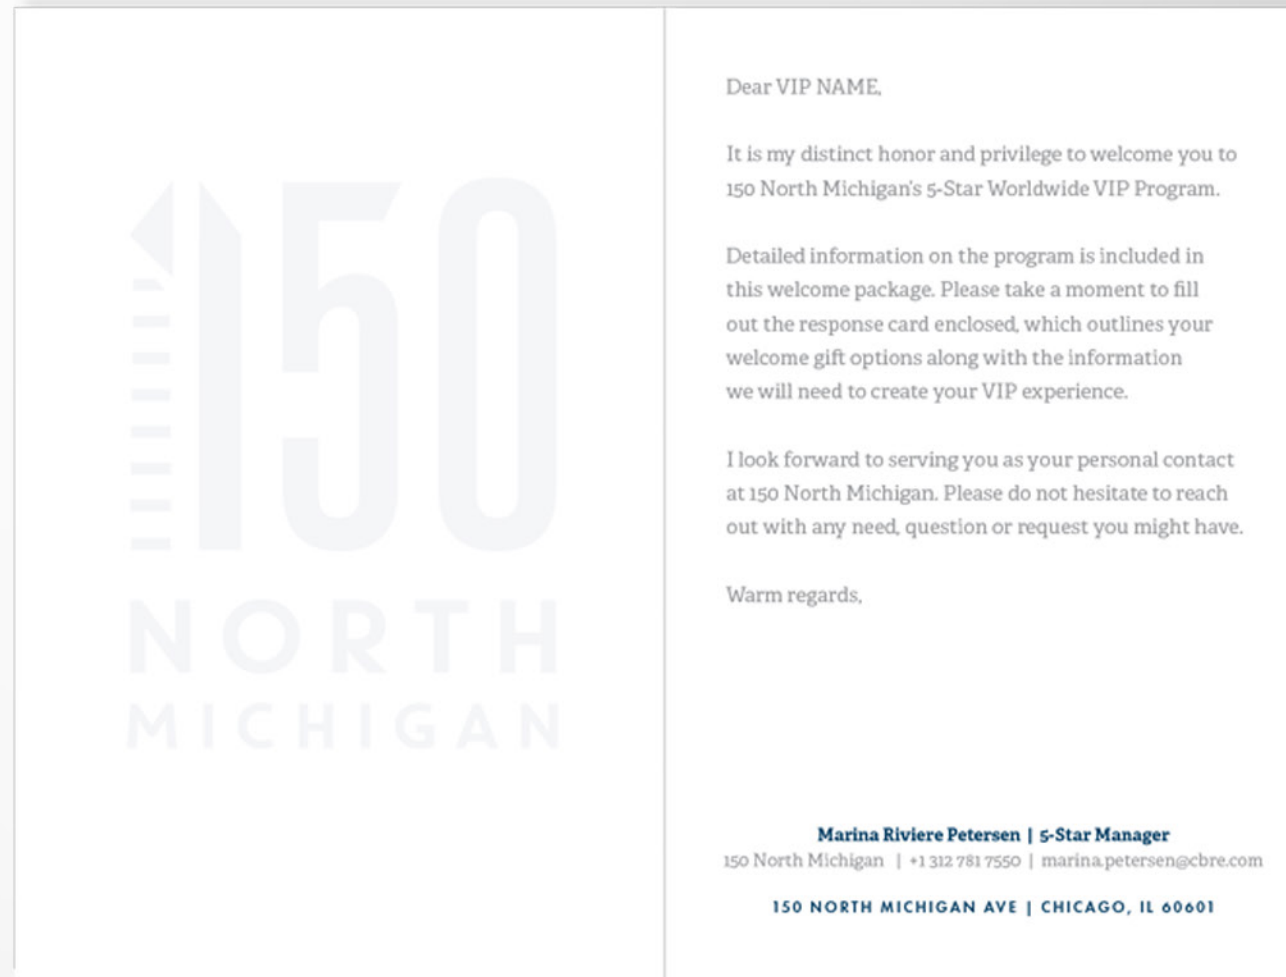 150
NORTH
MICHIGAN
Dear VIP NAME,
It is my distinct honor and privilege to welcome you to
150 North Michigan's 5-Star Worldwide VIP Program.
Detailed information on the program is included in
this welcome package. Please take a moment to fill
out the response card enclosed, which outlines your
welcome gift options along with the information
we will need to create your VIP experience.
I look forward to serving you as your personal contact
at 150 North Michigan. Please do not hesitate to reach
out with any need, question or request you might have.
Warm regards,
Marina Riviere Petersen | 5-Star Manager
150 North Michigan | +1 312 781 7550 | marina.petersen@cbre.com
150 NORTH MICHIGAN AVE | CHICAGO, IL 60601